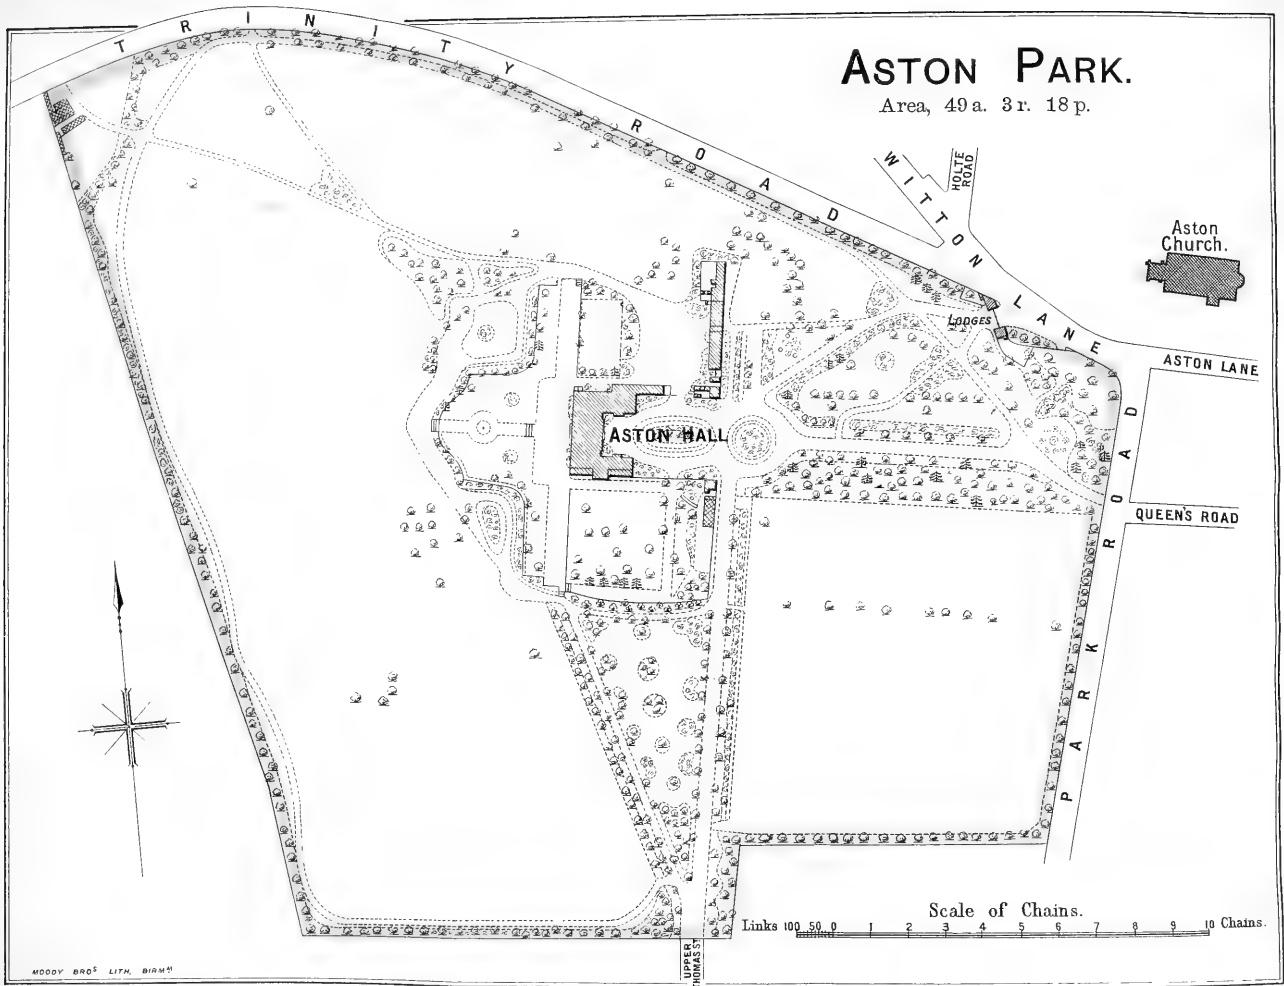 ASTON PARK.
Area, 49 a. 3 r. 18 p.
TRINITY ROAD
WITTON LANE
HOLTE
ROAD
Aston
Church.
LODGES
ASTON LANE
ASTON HALL
QUEEN'S ROAD
PARK ROAD
Scale of Chains.
Links 100 50 0 1 2 3 4 5 6 7 8 9 10 Chains.
UPPER
THOMAS ST
MOODY BROS LITH, BIRMM